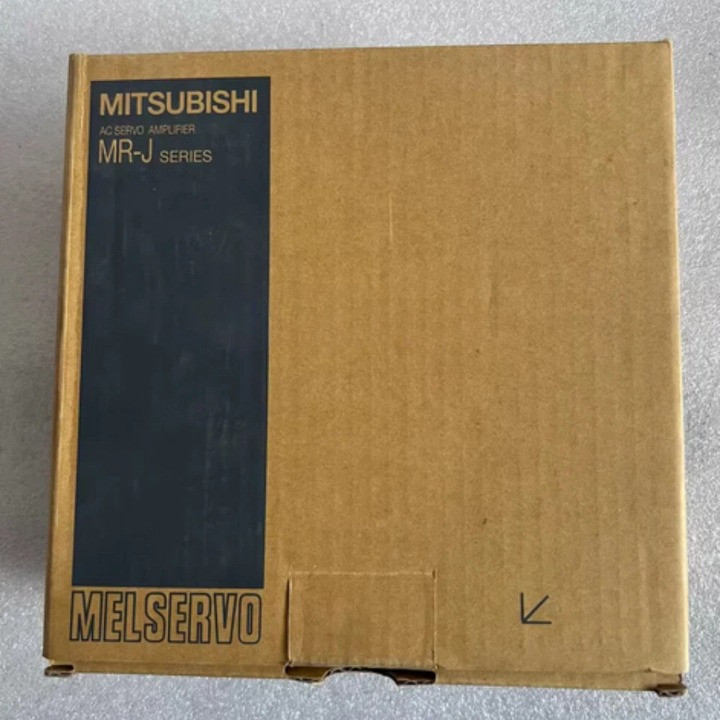 MITSUBISHI
AC SERVO AMPLIFIER
MR-J SERIES
MELSERVO